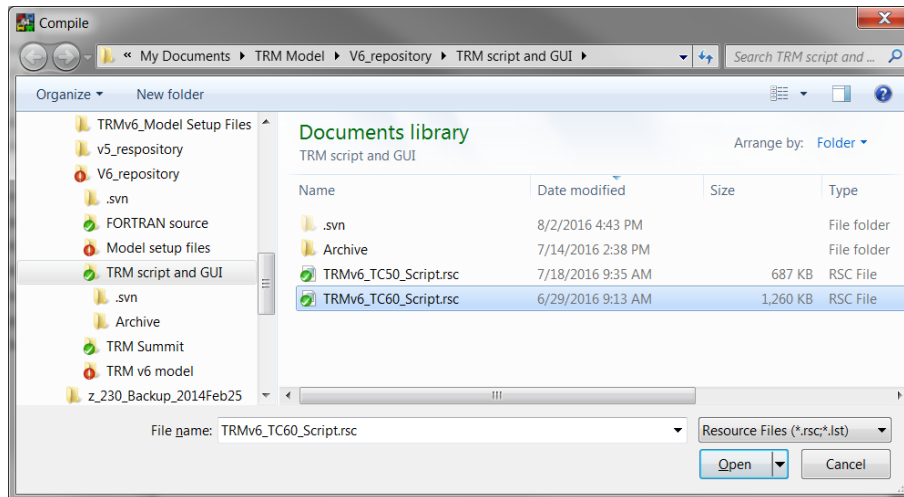 Compile
« My Documents ▸ TRM Model ▸ V6_repository ▸ TRM script and GUI ▸
Search TRM script and ...
Organize ▾ New folder
TRMv6_Model Setup Files
v5_respository
V6_repository
.svn
FORTRAN source
Model setup files
TRM script and GUI
.svn
Archive
TRM Summit
TRM v6 model
z_230_Backup_2014Feb25
Documents library
TRM script and GUI
Arrange by: Folder ▾
Name Date modified Size Type
.svn 8/2/2016 4:43 PM File folder
Archive 7/14/2016 2:38 PM File folder
TRMv6_TC50_Script.rsc 7/18/2016 9:35 AM 687 KB RSC File
TRMv6_TC60_Script.rsc 6/29/2016 9:13 AM 1,260 KB RSC File
File name: TRMv6_TC60_Script.rsc Resource Files (*.rsc;*.lst)
Open Cancel